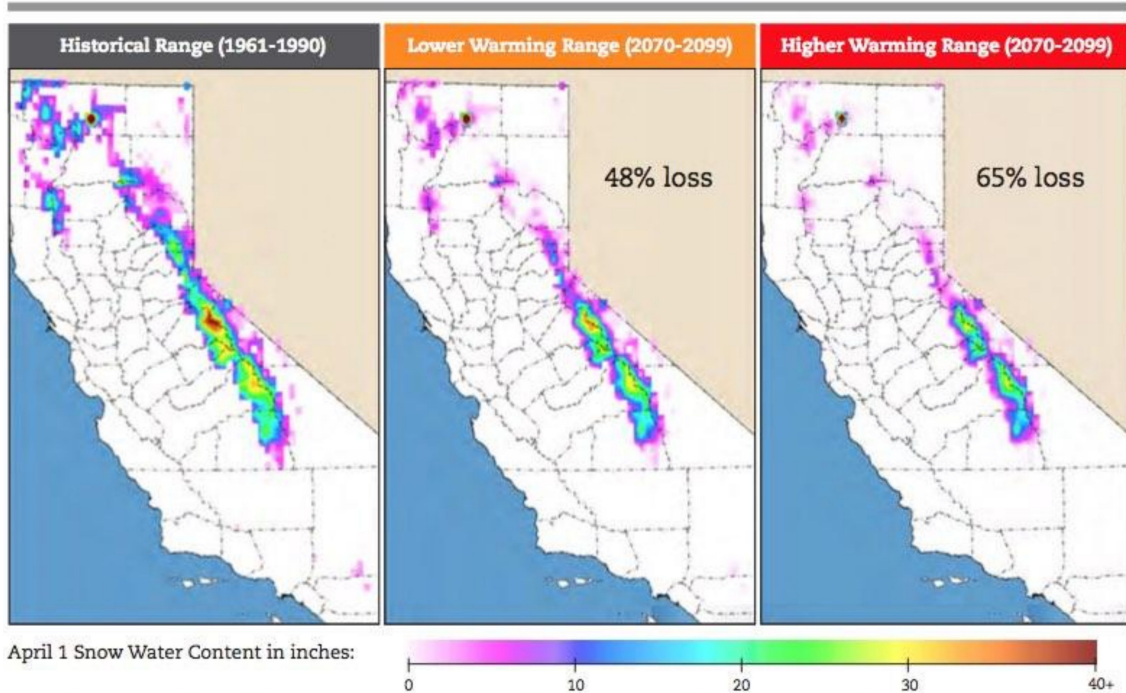 Historical Range (1961-1990)
Lower Warming Range (2070-2099)
Higher Warming Range (2070-2099)
48% loss
65% loss
April 1 Snow Water Content in inches:
0 10 20 30 40+